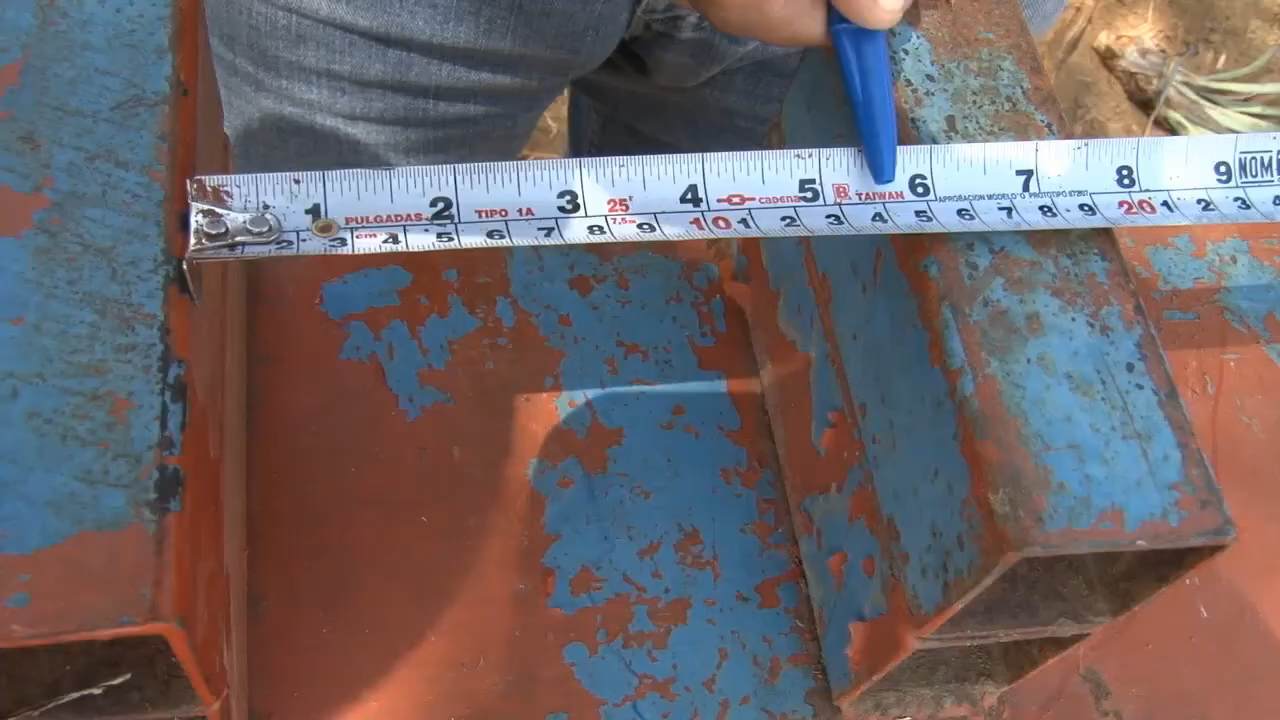 1 PULGADAS 2 TIPO 1A 3 25' 4 cadena 5 R TAIWAN 6 APROBACION MODELO O PROTOTIPO 7 8 9 NOM
2 3 cm 4 5 6 7 8 7,5m 9 10 1 2 3 4 5 6 7 8 9 20 1 2 3 4